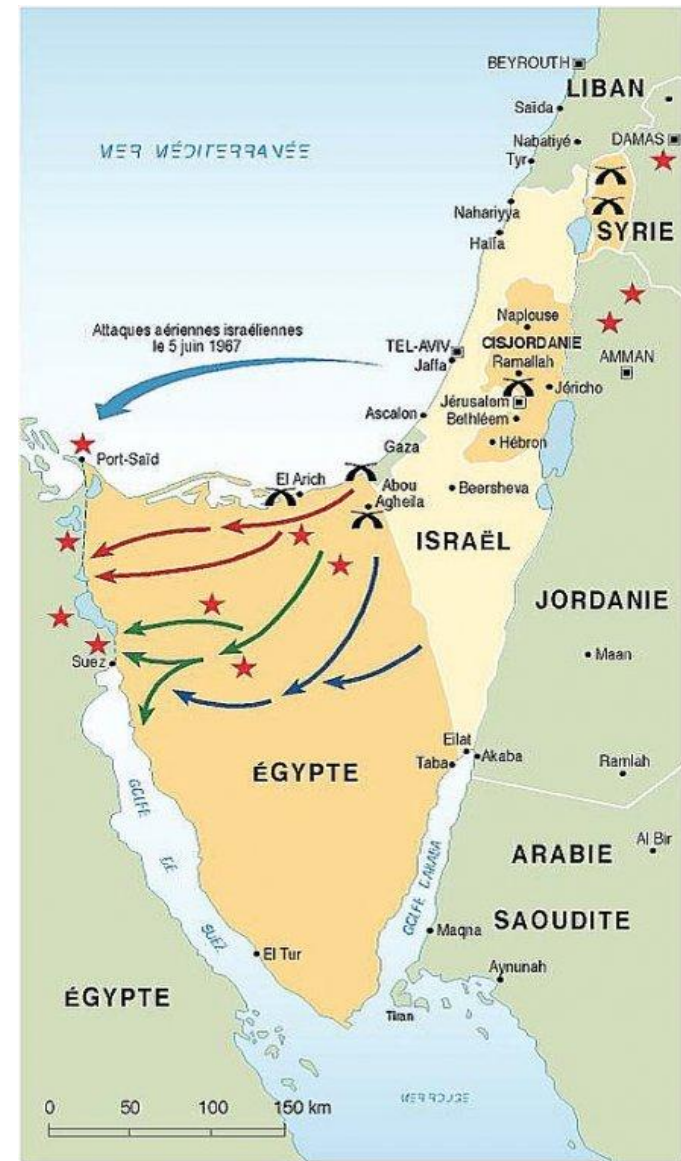 BEYROUTH
LIBAN
Saïda
Nabatiyé
DAMAS
Tyr
MER MÉDITERRANÉE
Nahariyya
SYRIE
Haïfa
Naplouse
Attaques aériennes israéliennes
le 5 juin 1967
TEL-AVIV
CISJORDANIE
Jaffa
Ramallah
AMMAN
Jéricho
Jérusalem
Ascalon
Bethléem
Gaza
Hébron
Port-Saïd
El Arich
Abou
Agheila
Beersheva
ISRAËL
JORDANIE
Suez
Maan
Eilat
Taba
Akaba
Ramlah
ÉGYPTE
GOLFE
DE
SUEZ
GOLFE D'AKABA
ARABIE
Al Bir
SAOUDITE
Maqna
El Tur
Aynunah
ÉGYPTE
Tiran
MER ROUGE
0 50 100 150 km